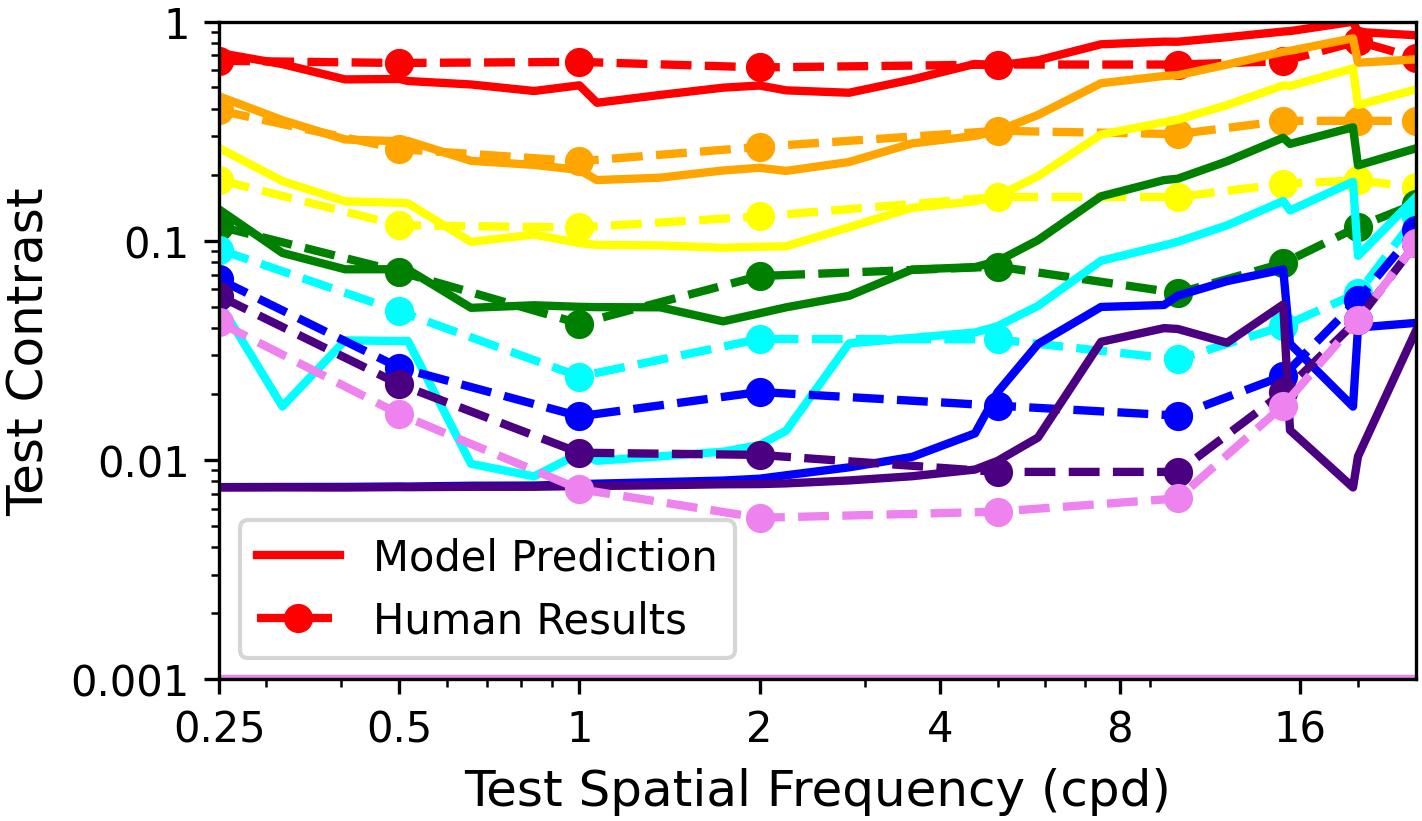 1
0.1
0.01
0.001
Test Contrast
Model Prediction
Human Results
0.25 0.5 1 2 4 8 16
Test Spatial Frequency (cpd)